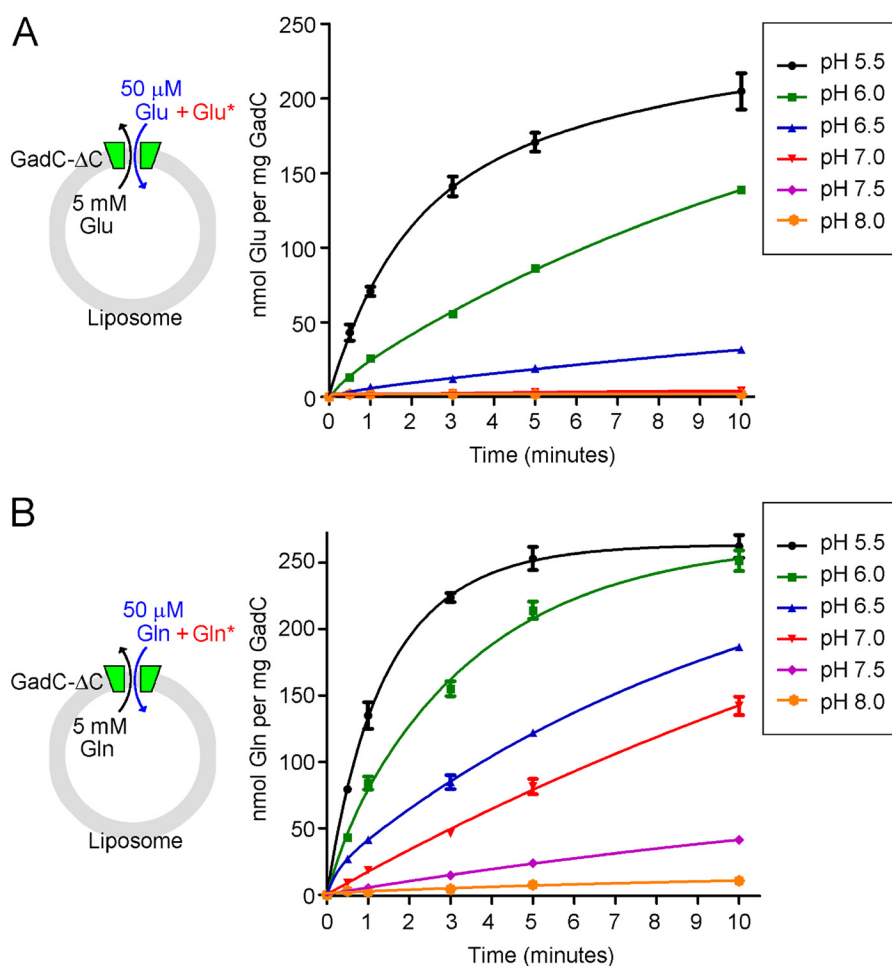 A
50 μM
Glu + Glu*
GadC-ΔC
5 mM
Glu
Liposome
nmol Glu per mg GadC
250
200
150
100
50
0
0 1 2 3 4 5 6 7 8 9 10
Time (minutes)
pH 5.5
pH 6.0
pH 6.5
pH 7.0
pH 7.5
pH 8.0
B
50 μM
Gln + Gln*
GadC-ΔC
5 mM
Gln
Liposome
nmol Gln per mg GadC
250
200
150
100
50
0
0 1 2 3 4 5 6 7 8 9 10
Time (minutes)
pH 5.5
pH 6.0
pH 6.5
pH 7.0
pH 7.5
pH 8.0